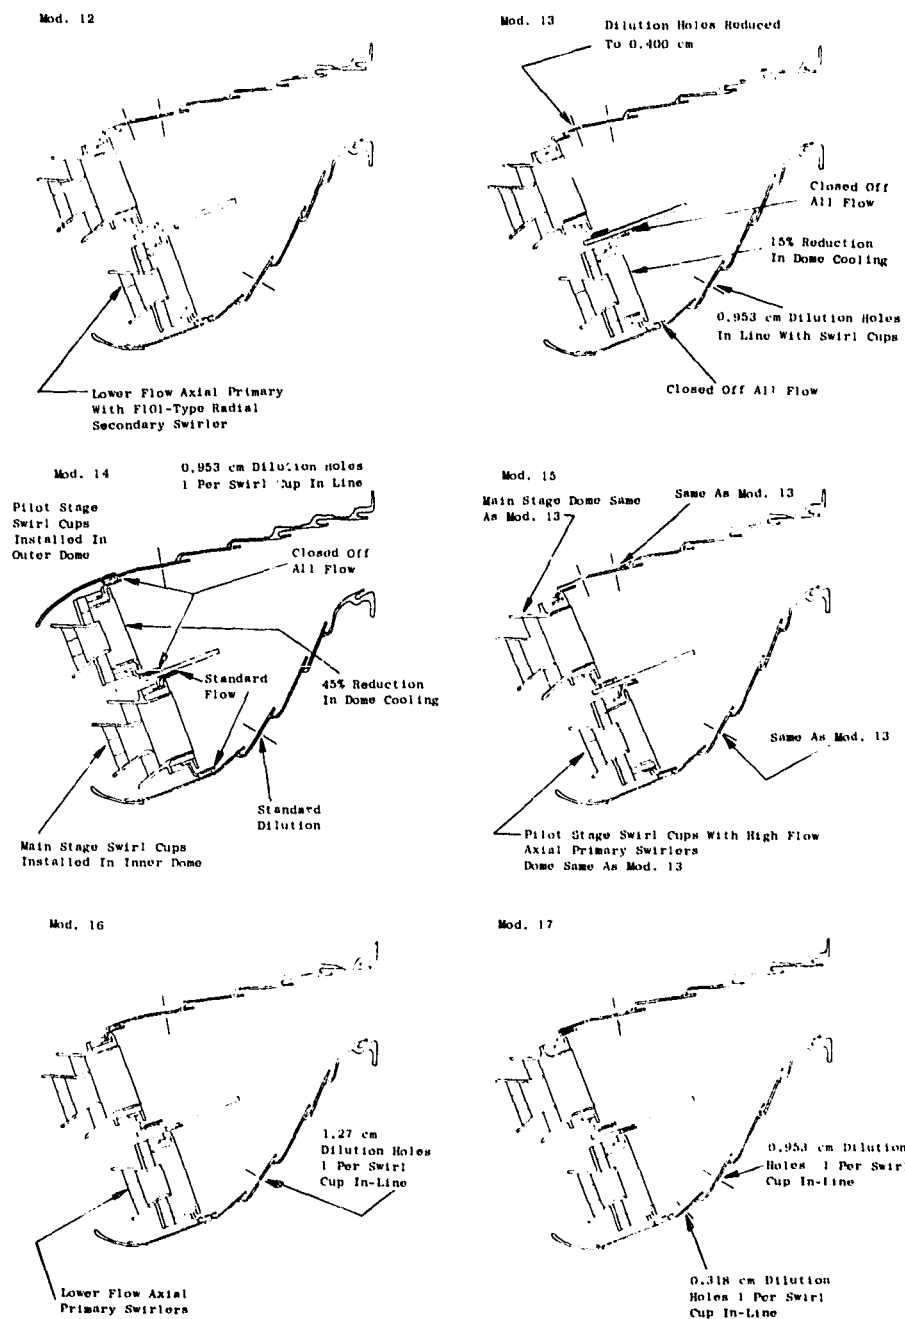 Mod. 12
Lower Flow Axial Primary
With F101-Type Radial
Secondary Swirler
Mod. 13
Dilution Holes Reduced
To 0.400 cm
Closed Off
All Flow
15% Reduction
In Dome Cooling
0.953 cm Dilution Holes
In Line With Swirl Cups
Closed Off All Flow
Mod. 14
0.953 cm Dilution Holes
1 Per Swirl Cup In Line
Pilot Stage
Swirl Cups
Installed In
Outer Dome
Closed Off
All Flow
Standard
Flow
45% Reduction
In Dome Cooling
Standard
Dilution
Main Stage Swirl Cups
Installed In Inner Dome
Mod. 15
Main Stage Dome Same
As Mod. 13
Same As Mod. 13
Same As Mod. 13
Pilot Stage Swirl Cups With High Flow
Axial Primary Swirlers
Dome Same As Mod. 13
Mod. 16
1.27 cm
Dilution Holes
1 Per Swirl
Cup In-Line
Lower Flow Axial
Primary Swirlers
Mod. 17
0.953 cm Dilution
Holes 1 Per Swirl
Cup In-Line
0.318 cm Dilution
Holes 1 Per Swirl
Cup In-Line